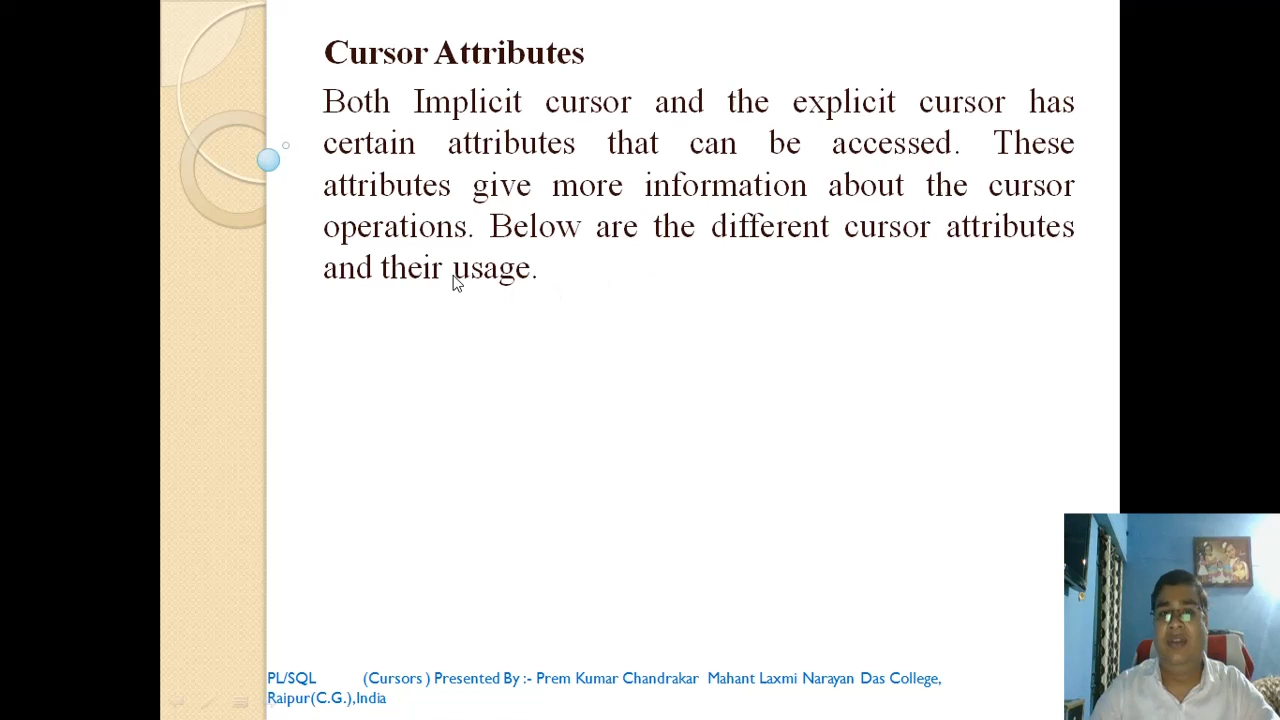 Cursor Attributes
Both Implicit cursor and the explicit cursor has
certain attributes that can be accessed. These
attributes give more information about the cursor
operations. Below are the different cursor attributes
and their usage.
PL/SQL (Cursors ) Presented By :- Prem Kumar Chandrakar Mahant Laxmi Narayan Das College,
Raipur(C.G.),India